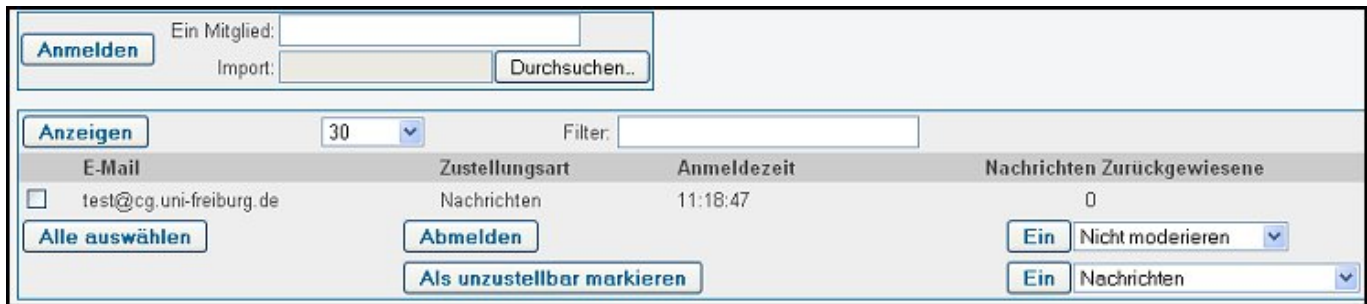 Ein Mitglied:
Anmelden
Import: Durchsuchen..
Anzeigen 30 Filter:
E-Mail Zustellungsart Anmeldezeit Nachrichten Zurückgewiesene
test@cg.uni-freiburg.de Nachrichten 11:18:47 0
Alle auswählen Abmelden Ein Nicht moderieren
Als unzustellbar markieren Ein Nachrichten